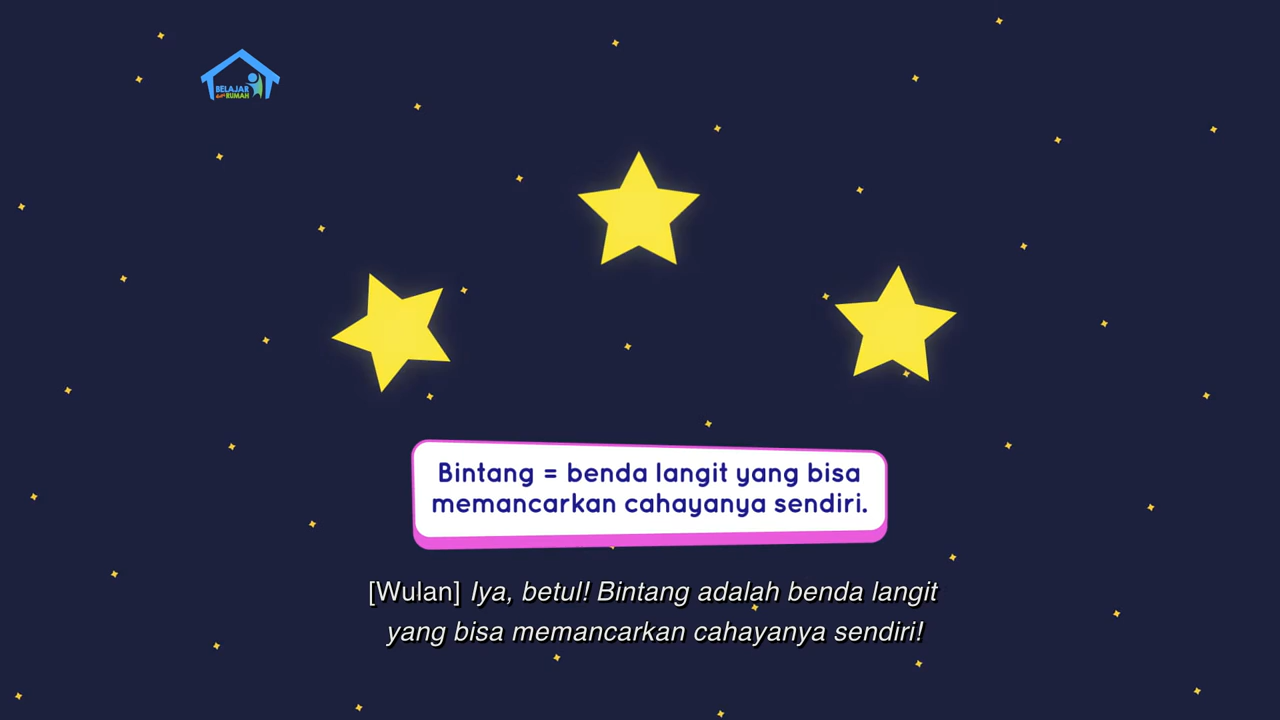 BELAJAR
dari RUMAH
Bintang = benda langit yang bisa
memancarkan cahayanya sendiri.
[Wulan] Iya, betul! Bintang adalah benda langit
yang bisa memancarkan cahayanya sendiri!